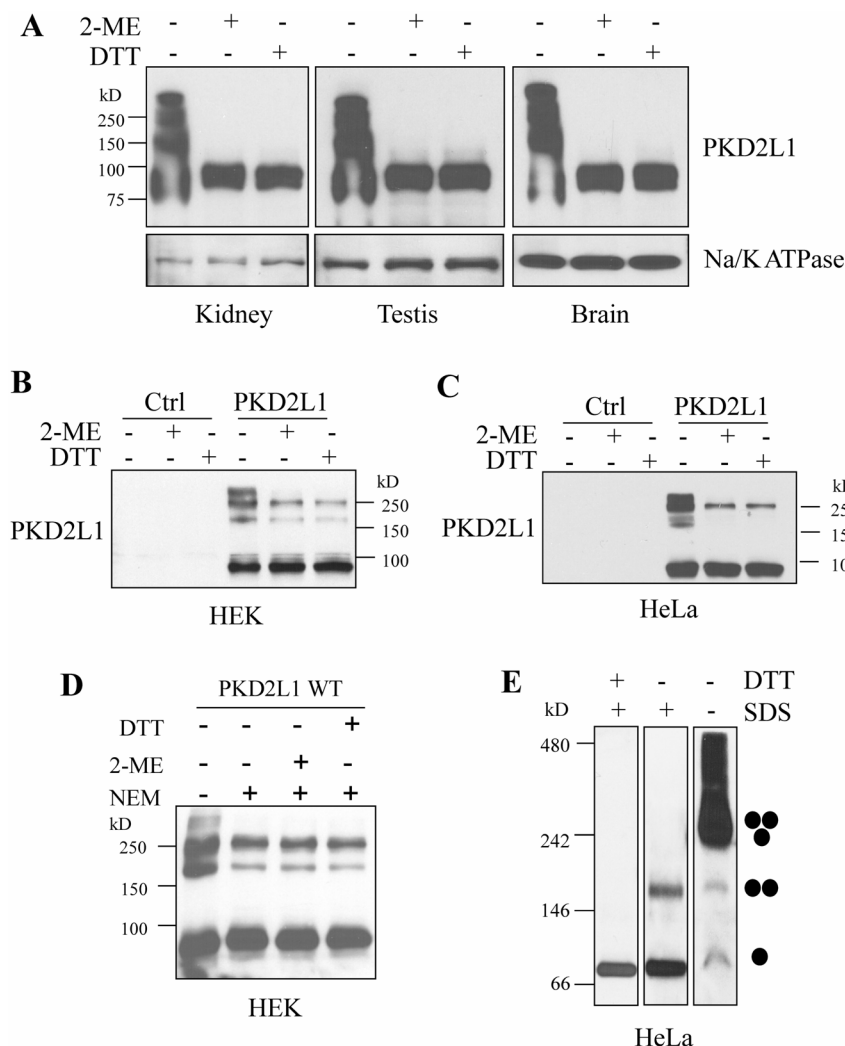 A
2-ME - + - - + - - + -
DTT - - + - - + - - +
kD
250
150
100
75
PKD2L1
Na/K ATPase
Kidney Testis Brain
B
Ctrl PKD2L1
2-ME - + - - + -
DTT - - + - - +
kD
250
150
100
PKD2L1
HEK
C
Ctrl PKD2L1
2-ME - + - - + -
DTT - - + - - +
PKD2L1
HeLa
D
PKD2L1 WT
DTT - - - +
2-ME - - + -
NEM - + + +
kD
250
150
100
HEK
E
+ - - DTT
kD + + - SDS
480
242
146
66
HeLa